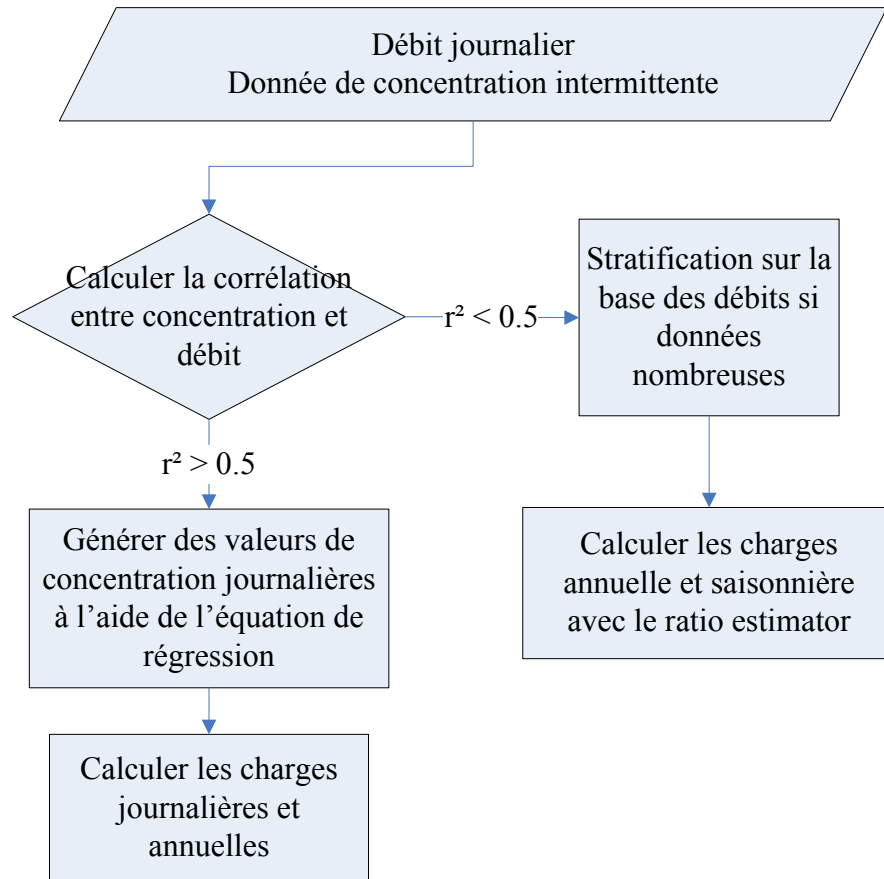 Débit journalier
Donnée de concentration intermittente
Calculer la corrélation
entre concentration et
débit
r² < 0.5
Stratification sur la
base des débits si
données
nombreuses
r² > 0.5
Générer des valeurs de
concentration journalières
à l’aide de l’équation de
régression
Calculer les charges
annuelle et saisonnière
avec le ratio estimator
Calculer les charges
journalières et
annuelles